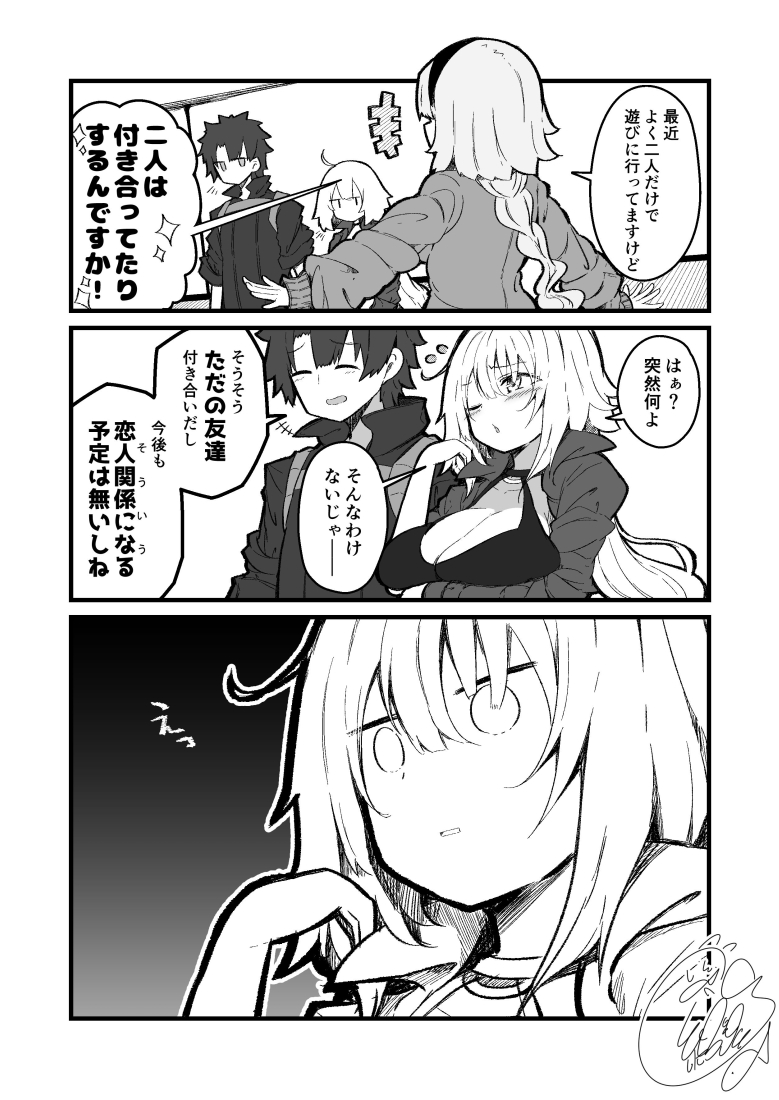 最近
よく二人だけで
遊びに行ってますけど
二人は
付き合ってたり
するんですか！
はぁ？
突然何よ
そんなわけ
ないじゃ――
そうそう
ただの友達
付き合いだし
今後も
恋人関係になる
そういう
予定は無いしね
えっ